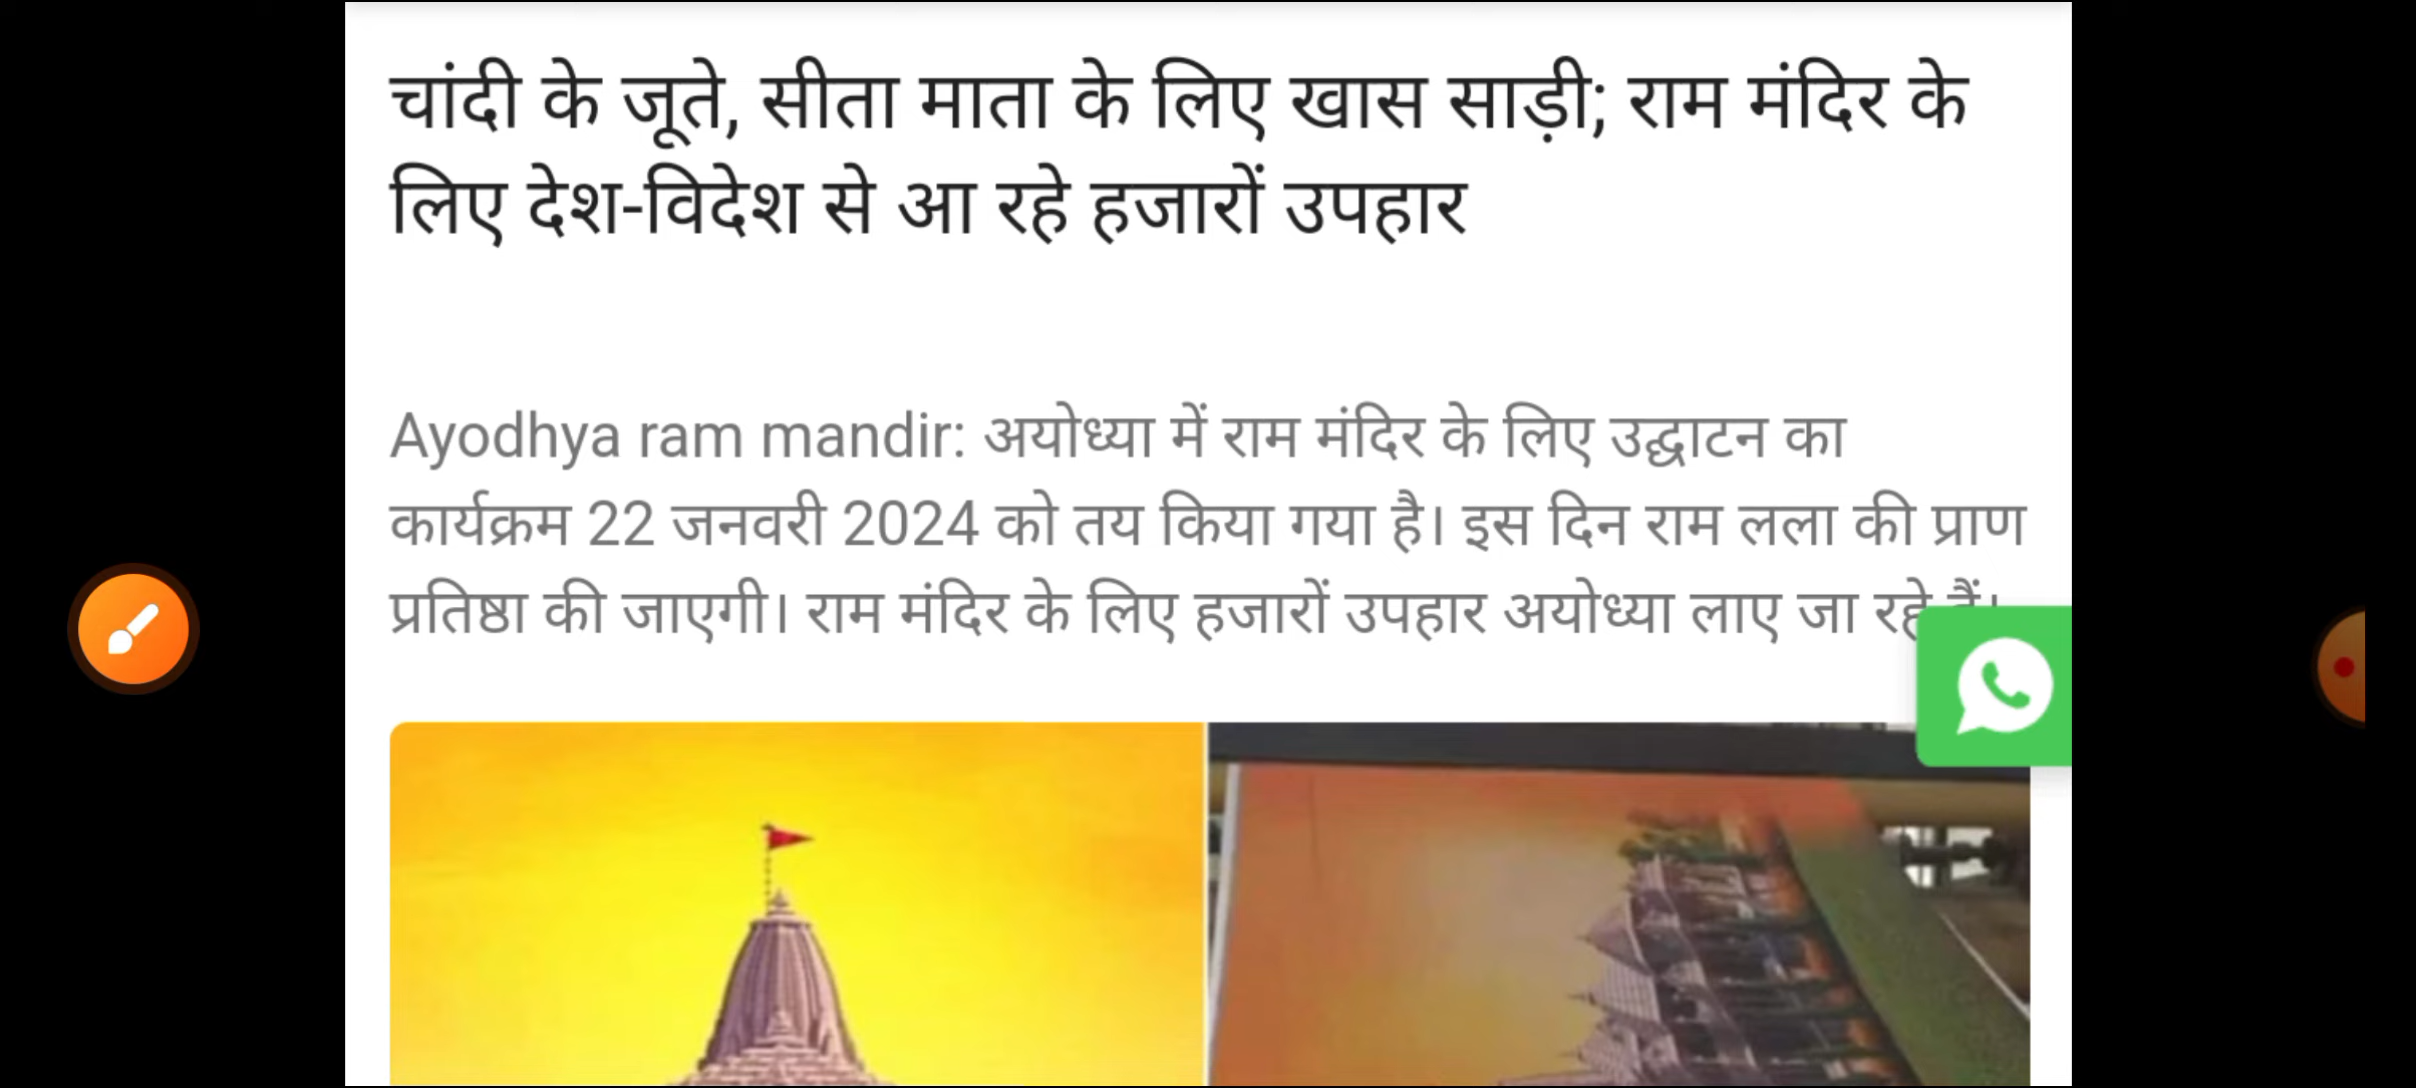 चांदी के जूते, सीता माता के लिए खास साड़ी; राम मंदिर के
लिए देश-विदेश से आ रहे हजारों उपहार
Ayodhya ram mandir: अयोध्या में राम मंदिर के लिए उद्घाटन का
कार्यक्रम 22 जनवरी 2024 को तय किया गया है। इस दिन राम लला की प्राण
प्रतिष्ठा की जाएगी। राम मंदिर के लिए हजारों उपहार अयोध्या लाए जा रहे हैं।